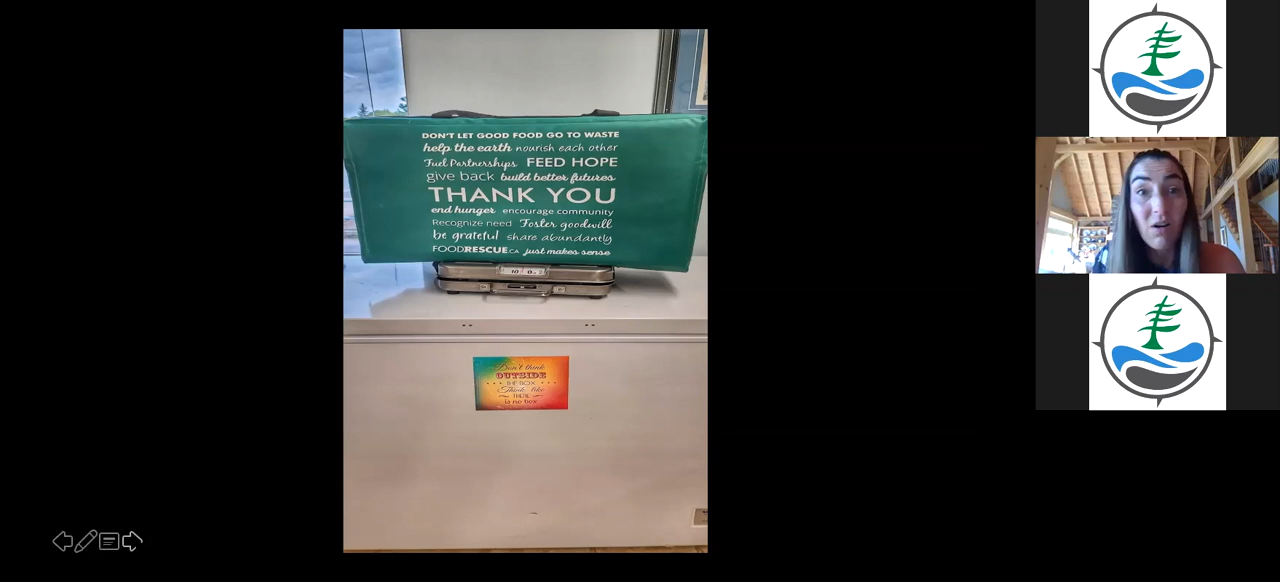 DON'T LET GOOD FOOD GO TO WASTE
help the earth nourish each other
Fuel Partnerships FEED HOPE
give back build better futures
THANK YOU
end hunger encourage community
Recognize need Foster goodwill
be grateful share abundantly
FOODRESCUE.CA just makes sense
Don't think
OUTSIDE
THE BOX
Think like
THERE
is no box